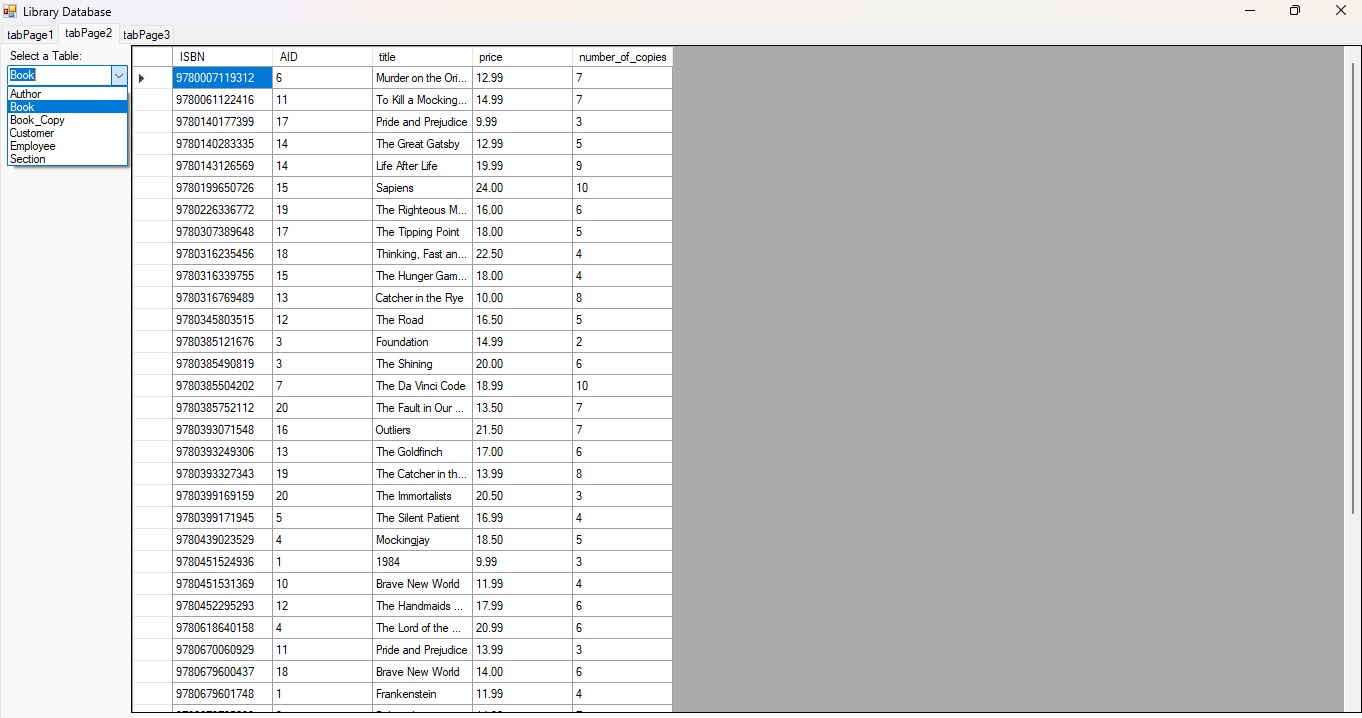 Library Database
tabPage1 tabPage2 tabPage3
Select a Table:
Book
Author
Book
Book_Copy
Customer
Employee
Section
ISBN AID title price number_of_copies
9780007119312 6 Murder on the Ori... 12.99 7
9780061122416 11 To Kill a Mocking... 14.99 7
9780140177399 17 Pride and Prejudice 9.99 3
9780140283335 14 The Great Gatsby 12.99 5
9780143126569 14 Life After Life 19.99 9
9780199650726 15 Sapiens 24.00 10
9780226336772 19 The Righteous M... 16.00 6
9780307389648 17 The Tipping Point 18.00 5
9780316235456 18 Thinking, Fast an... 22.50 4
9780316339755 15 The Hunger Gam... 18.00 4
9780316769489 13 Catcher in the Rye 10.00 8
9780345803515 12 The Road 16.50 5
9780385121676 3 Foundation 14.99 2
9780385490819 3 The Shining 20.00 6
9780385504202 7 The Da Vinci Code 18.99 10
9780385752112 20 The Fault in Our ... 13.50 7
9780393071548 16 Outliers 21.50 7
9780393249306 13 The Goldfinch 17.00 6
9780393327343 19 The Catcher in th... 13.99 8
9780399169159 20 The Immortalists 20.50 3
9780399171945 5 The Silent Patient 16.99 4
9780439023529 4 Mockingjay 18.50 5
9780451524936 1 1984 9.99 3
9780451531369 10 Brave New World 11.99 4
9780452295293 12 The Handmaids ... 17.99 6
9780618640158 4 The Lord of the ... 20.99 6
9780670060929 11 Pride and Prejudice 13.99 3
9780679600437 18 Brave New World 14.00 6
9780679601748 1 Frankenstein 11.99 4